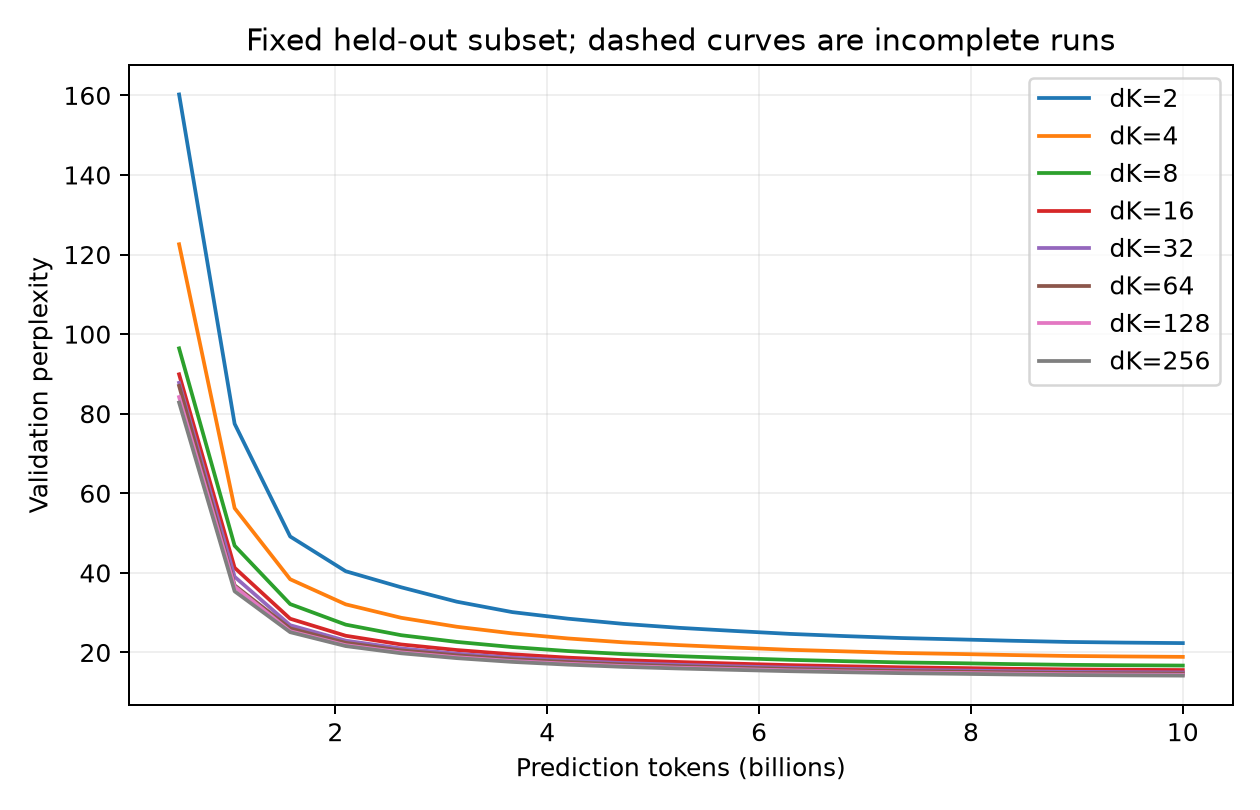 Fixed held-out subset; dashed curves are incomplete runs
Validation perplexity
160
140
120
100
80
60
40
20
2
4
6
8
10
Prediction tokens (billions)
dK=2
dK=4
dK=8
dK=16
dK=32
dK=64
dK=128
dK=256